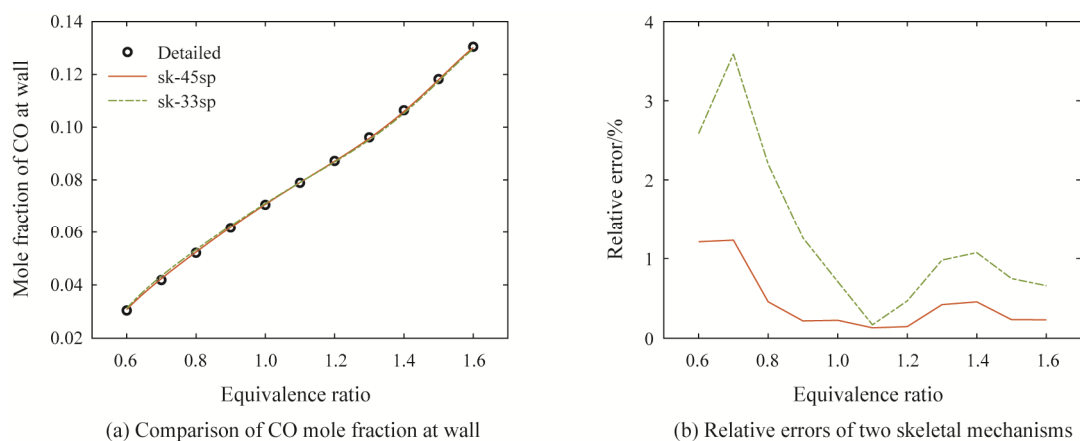 0.14
0.12
0.10
0.08
0.06
0.04
0.02
Mole fraction of CO at wall
Detailed
sk-45sp
sk-33sp
0.6 0.8 1.0 1.2 1.4 1.6
Equivalence ratio
(a) Comparison of CO mole fraction at wall
4
3
2
1
0
Relative error/%
0.6 0.8 1.0 1.2 1.4 1.6
Equivalence ratio
(b) Relative errors of two skeletal mechanisms